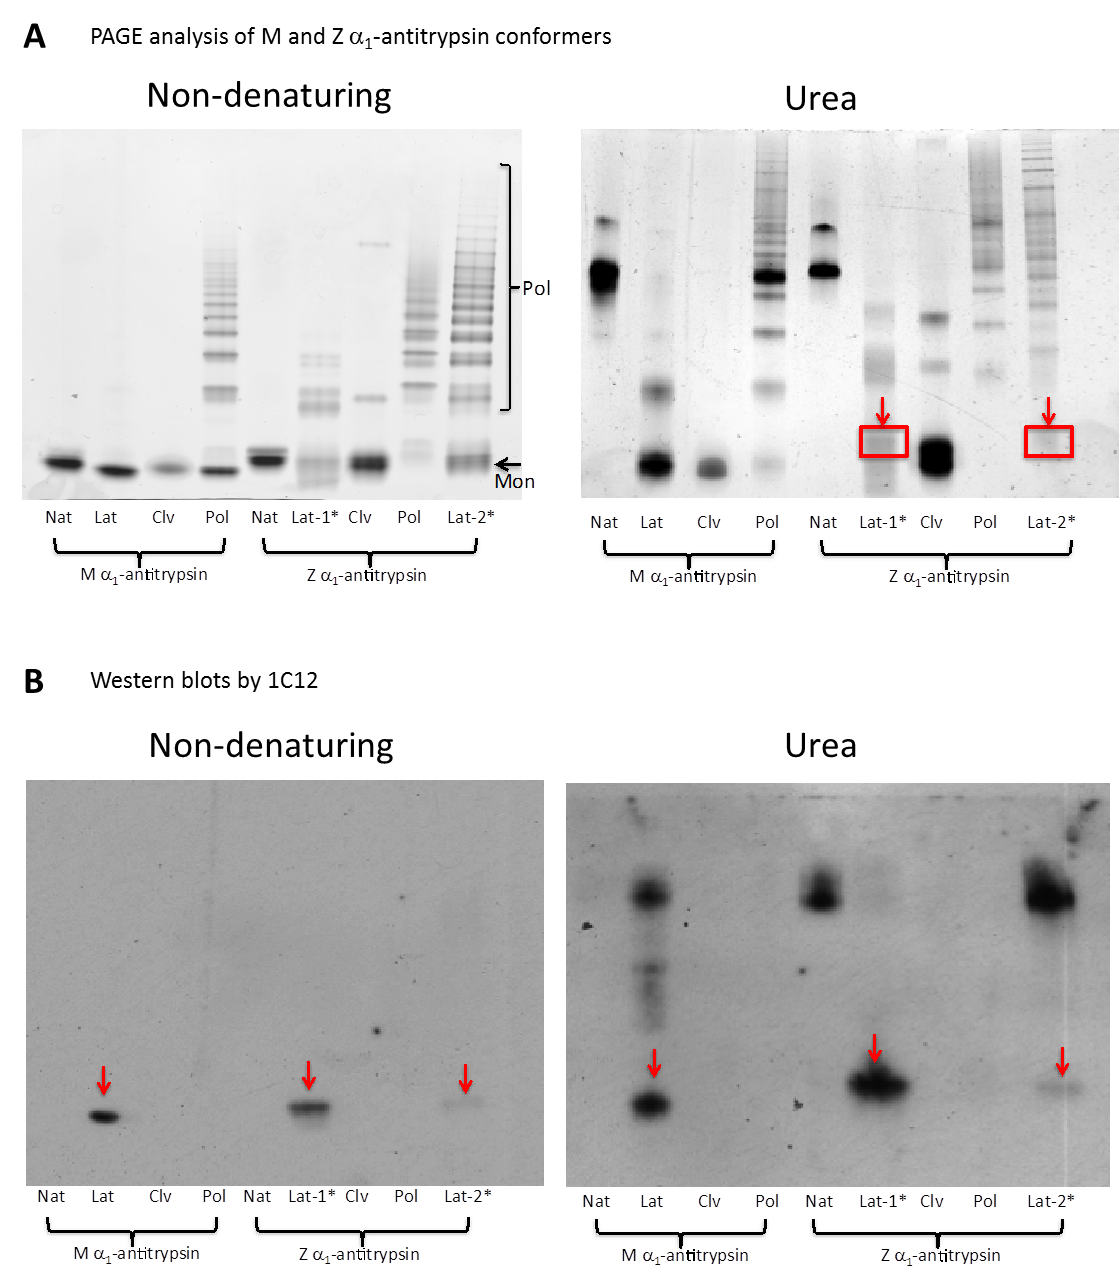 A PAGE analysis of M and Z α1-antitrypsin conformers
Non-denaturing
Urea
Pol
Mon
Nat Lat Clv Pol Nat Lat-1* Clv Pol Lat-2*
M α1-antitrypsin Z α1-antitrypsin
Nat Lat Clv Pol Nat Lat-1* Clv Pol Lat-2*
M α1-antitrypsin Z α1-antitrypsin
B Western blots by 1C12
Non-denaturing
Urea
Nat Lat Clv Pol Nat Lat-1* Clv Pol Lat-2*
M α1-antitrypsin Z α1-antitrypsin
Nat Lat Clv Pol Nat Lat-1* Clv Pol Lat-2*
M α1-antitrypsin Z α1-antitrypsin